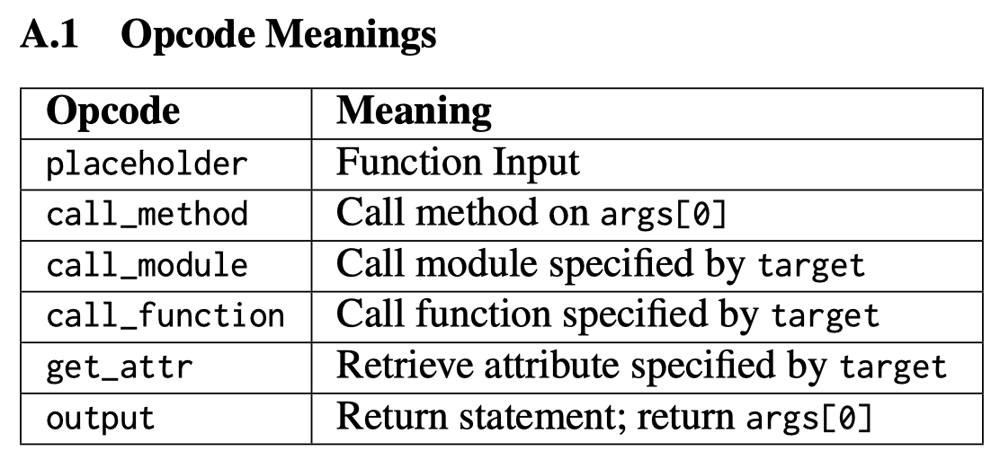 A.1 Opcode Meanings
Opcode Meaning
placeholder Function Input
call_method Call method on args[0]
call_module Call module specified by target
call_function Call function specified by target
get_attr Retrieve attribute specified by target
output Return statement; return args[0]